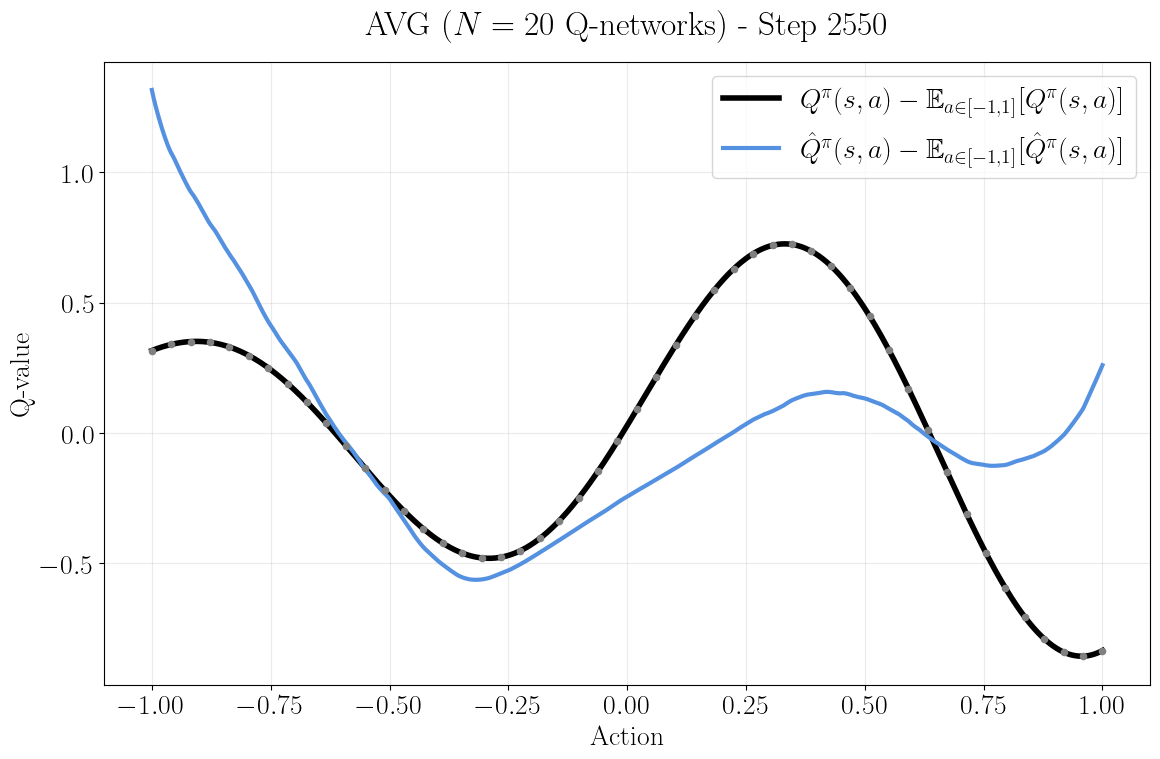 AVG (N = 20 Q-networks) - Step 2550
Q^π(s, a) − 𝔼_{a∈[−1,1]}[Q^π(s, a)]
Q̂^π(s, a) − 𝔼_{a∈[−1,1]}[Q̂^π(s, a)]
Q-value
1.0
0.5
0.0
−0.5
−1.00 −0.75 −0.50 −0.25 0.00 0.25 0.50 0.75 1.00
Action